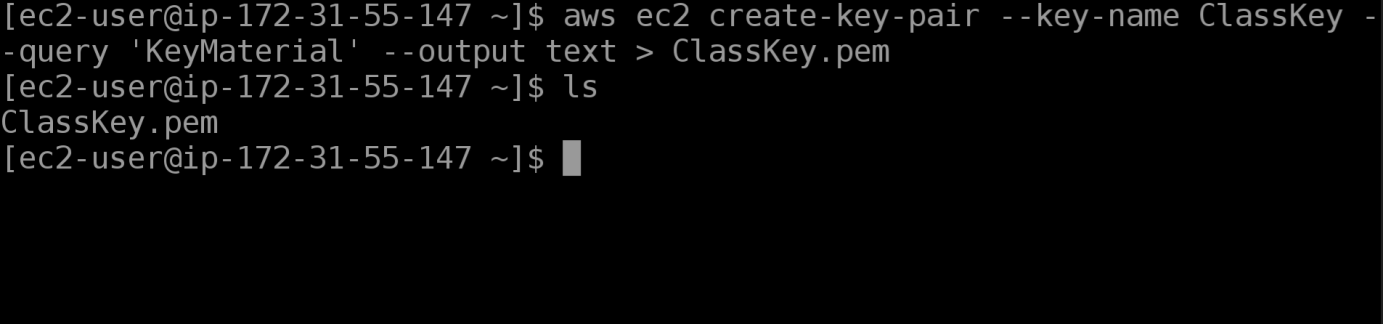 [ec2-user@ip-172-31-55-147 ~]$ aws ec2 create-key-pair --key-name ClassKey -
-query 'KeyMaterial' --output text > ClassKey.pem
[ec2-user@ip-172-31-55-147 ~]$ ls
ClassKey.pem
[ec2-user@ip-172-31-55-147 ~]$